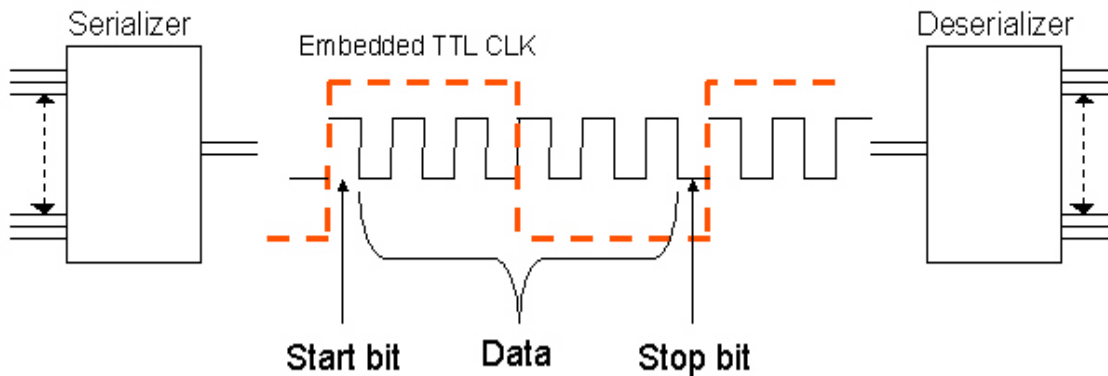 Serializer
Deserializer
Embedded TTL CLK
Start bit
Data
Stop bit